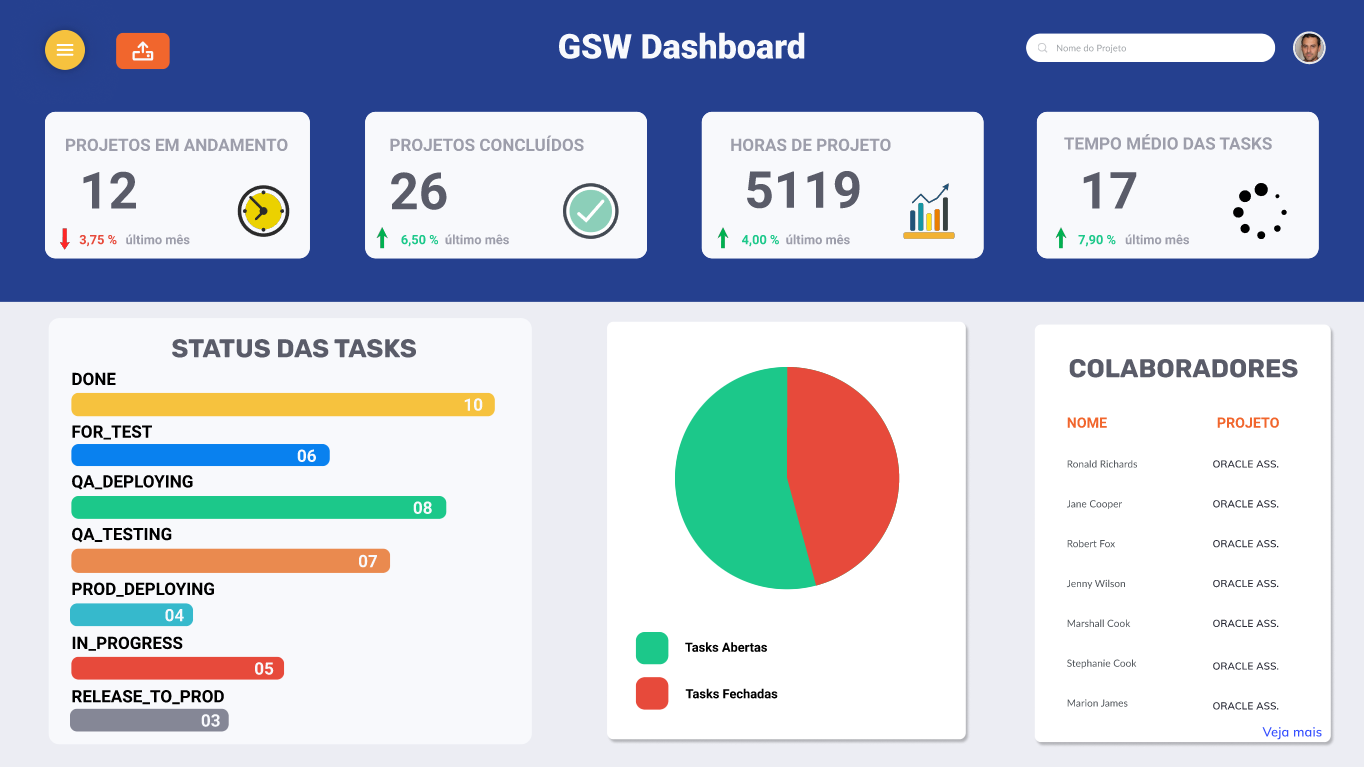 GSW Dashboard
Nome do Projeto
PROJETOS EM ANDAMENTO
12
3,75 % último mês
PROJETOS CONCLUÍDOS
26
6,50 % último mês
HORAS DE PROJETO
5119
4,00 % último mês
TEMPO MÉDIO DAS TASKS
17
7,90 % último mês
STATUS DAS TASKS
DONE
10
FOR_TEST
06
QA_DEPLOYING
08
QA_TESTING
07
PROD_DEPLOYING
04
IN_PROGRESS
05
RELEASE_TO_PROD
03
Tasks Abertas
Tasks Fechadas
COLABORADORES
NOME PROJETO
Ronald Richards ORACLE ASS.
Jane Cooper ORACLE ASS.
Robert Fox ORACLE ASS.
Jenny Wilson ORACLE ASS.
Marshall Cook ORACLE ASS.
Stephanie Cook ORACLE ASS.
Marion James ORACLE ASS.
Veja mais